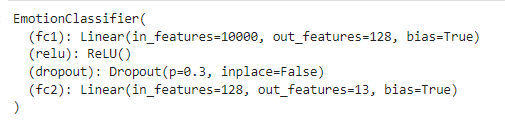 EmotionClassifier(
  (fc1): Linear(in_features=10000, out_features=128, bias=True)
  (relu): ReLU()
  (dropout): Dropout(p=0.3, inplace=False)
  (fc2): Linear(in_features=128, out_features=13, bias=True)
)